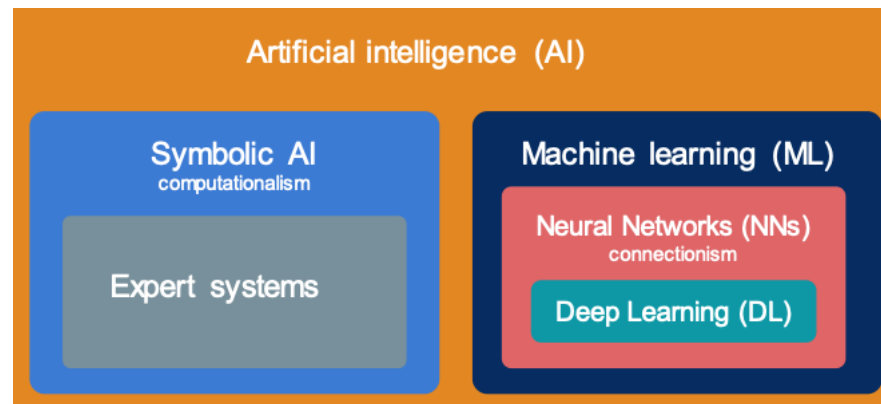 Artificial intelligence (AI)
Symbolic AI
computationalism
Expert systems
Machine learning (ML)
Neural Networks (NNs)
connectionism
Deep Learning (DL)